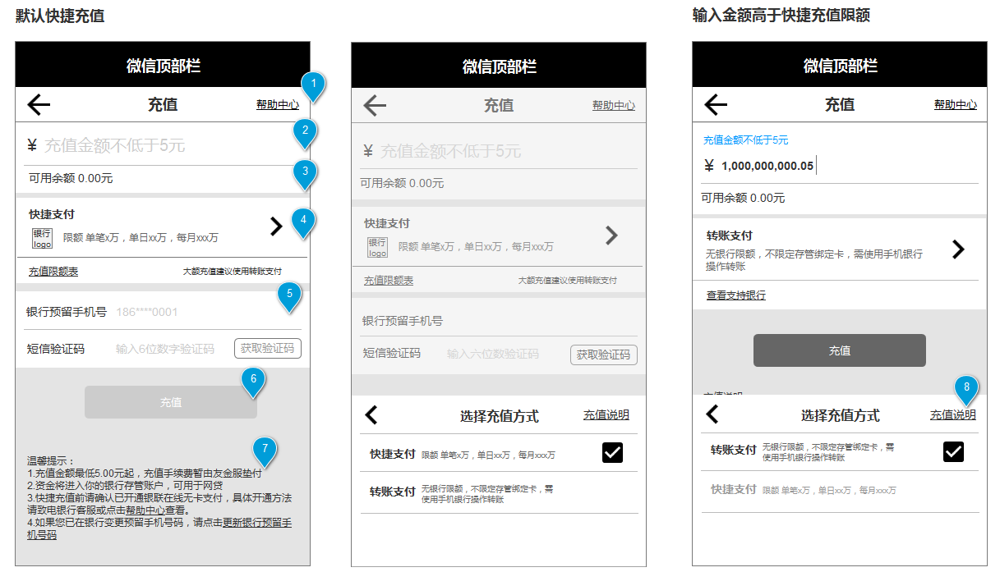 默认快捷充值
微信顶部栏
充值
帮助中心
1
¥ 充值金额不低于5元
2
可用余额 0.00元
3
快捷支付
银行
logo
限额 单笔x万，单日xx万，每月xxx万
4
充值限额表
大额充值建议使用转账支付
5
银行预留手机号 186****0001
短信验证码 输入6位数字验证码 获取验证码
6
充值
7
温馨提示：
1.充值金额最低5.00元起，充值手续费暂由友金服垫付
2.资金将进入你的银行存管账户，可用于网贷
3.快捷充值前请确认已开通银联在线无卡支付，具体开通方法
请致电银行客服或点击帮助中心查看。
4.如果您已在银行变更预留手机号码，请点击更新银行预留手
机号码
微信顶部栏
充值
帮助中心
¥ 充值金额不低于5元
可用余额 0.00元
快捷支付
银行
logo
限额 单笔x万，单日xx万，每月xxx万
充值限额表
大额充值建议使用转账支付
银行预留手机号
短信验证码 输入六位数验证码 获取验证码
选择充值方式
充值说明
快捷支付 限额 单笔x万，单日xx万，每月xxx万
转账支付 无银行限额，不限定存管绑定卡，需
使用手机银行操作转账
输入金额高于快捷充值限额
微信顶部栏
充值
帮助中心
充值金额不低于5元
¥ 1,000,000,000.05
可用余额 0.00元
转账支付
无银行限额，不限定存管绑定卡，需使用手机银行
操作转账
查看支持银行
充值
充值说明
8
选择充值方式
充值说明
转账支付 无银行限额，不限定存管绑定卡，需
使用手机银行操作转账
快捷支付 限额 单笔x万，单日xx万，每月xxx万